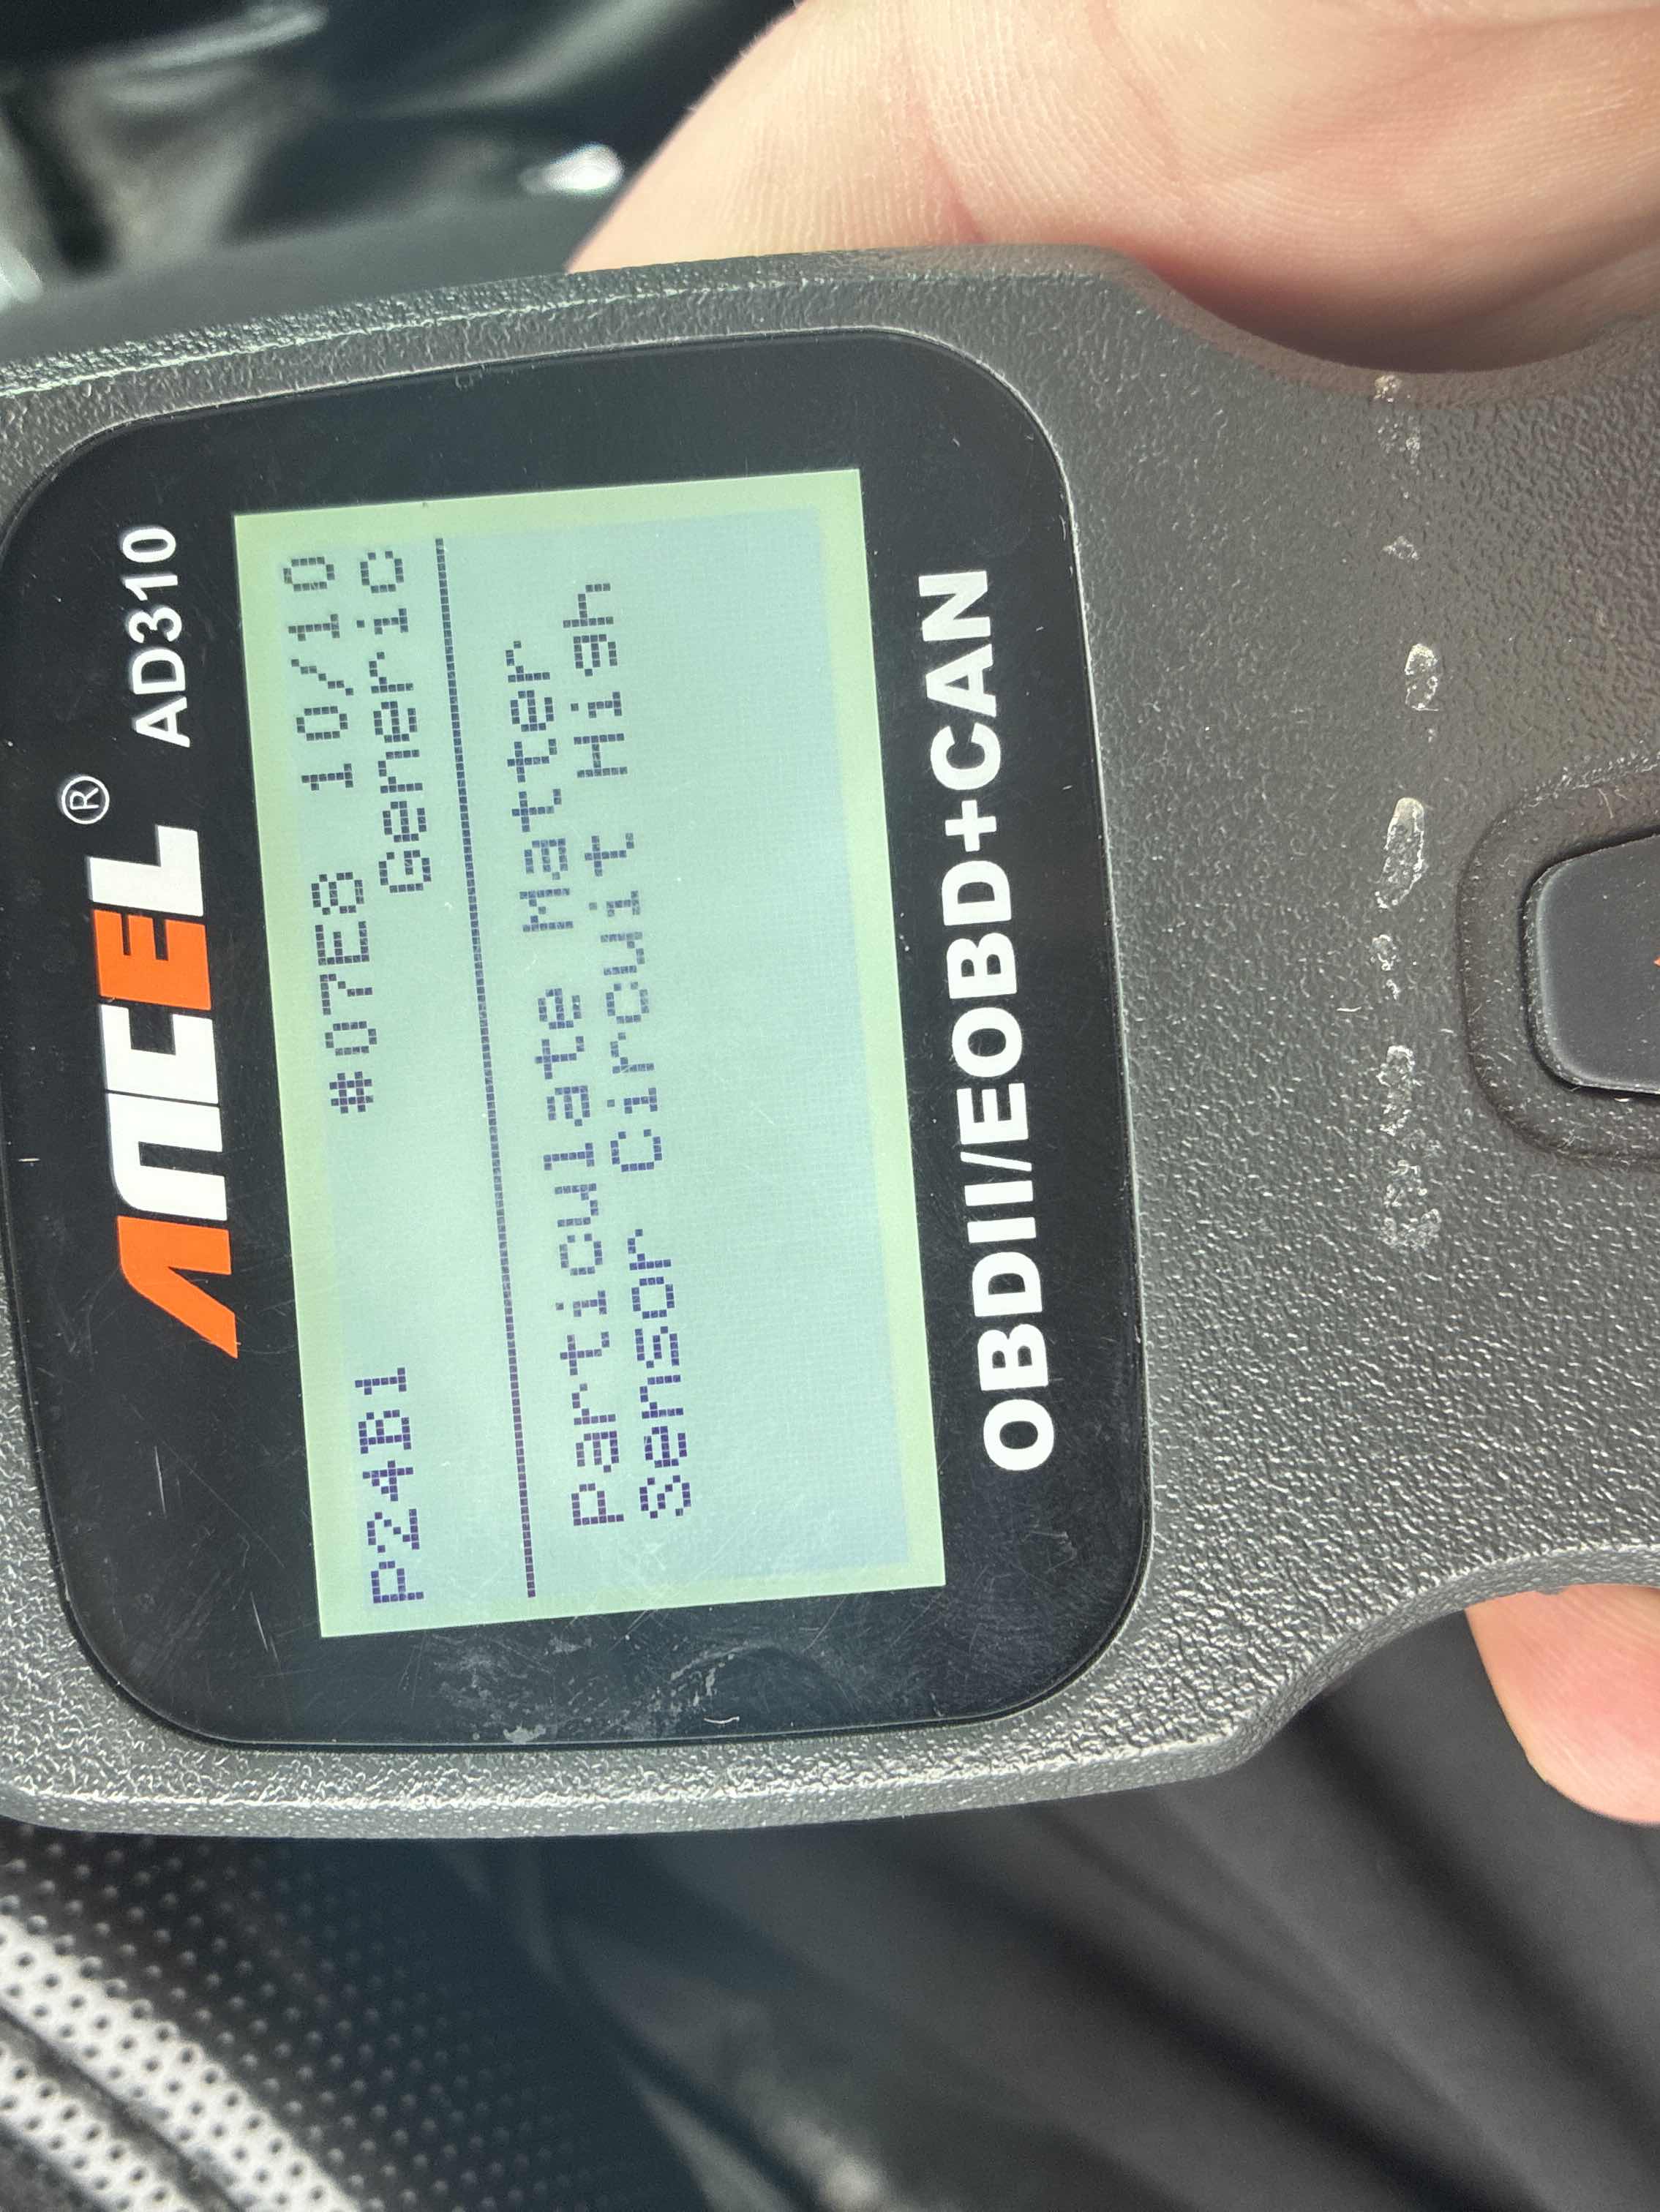 ANCEL® AD310
P24B1 #07E8 10/10
Generic
Particulate Matter
Sensor Circuit High
OBDII/EOBD+CAN